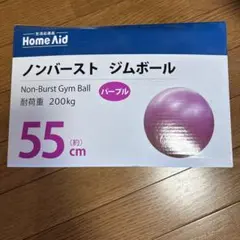 Home Aid
ノンバースト ジムボール
Non-Burst Gym Ball
パープル
耐荷重 200kg
55(約)cm